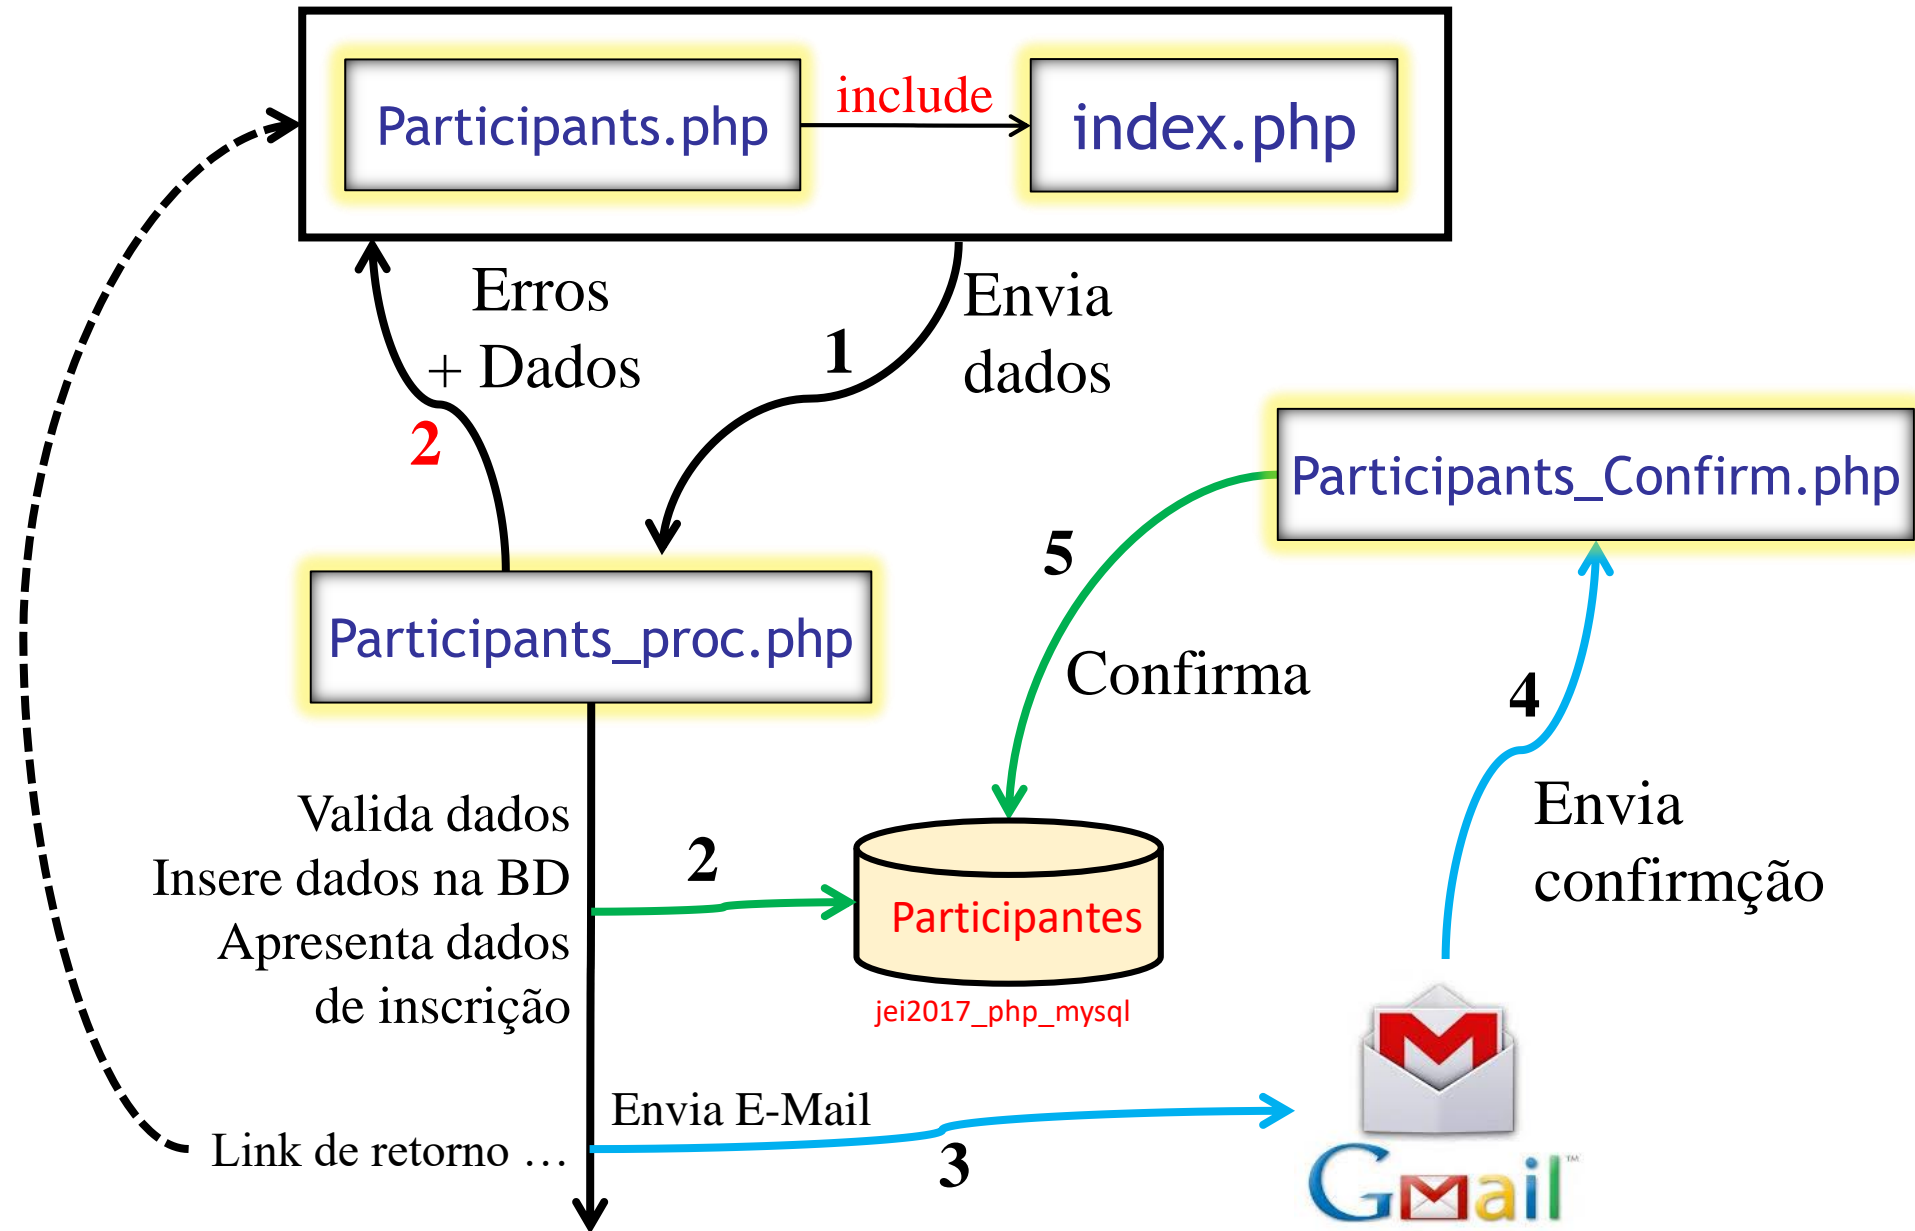 Participants.php
include
index.php
Erros
+ Dados
2
1
Envia
dados
Participants_Confirm.php
5
Confirma
4
Envia
confirmção
Participants_proc.php
Valida dados
Insere dados na BD
Apresenta dados
de inscrição
2
Participantes
jei2017_php_mysql
Envia E-Mail
3
Link de retorno …
Gmail™